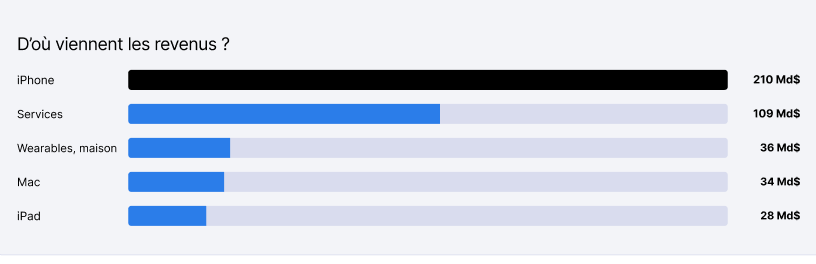 D’où viennent les revenus ?
iPhone 210 Md$
Services 109 Md$
Wearables, maison 36 Md$
Mac 34 Md$
iPad 28 Md$